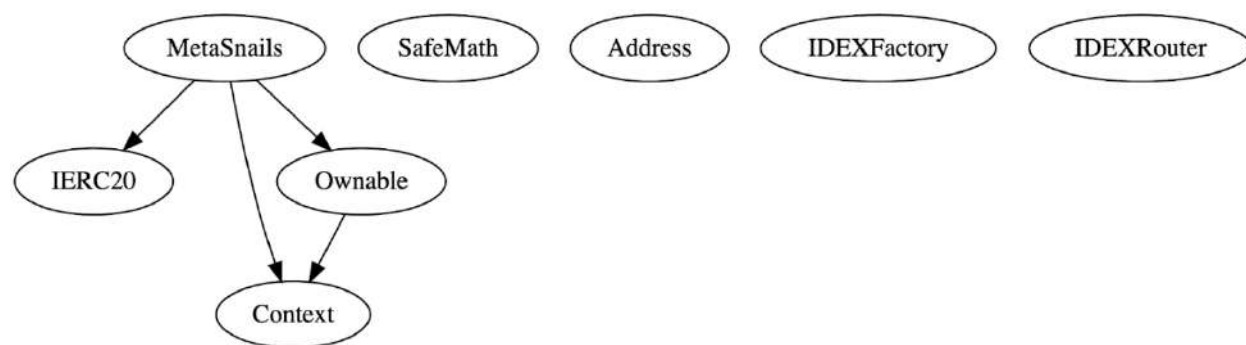 MetaSnails
SafeMath
Address
IDEXFactory
IDEXRouter
IERC20
Ownable
Context